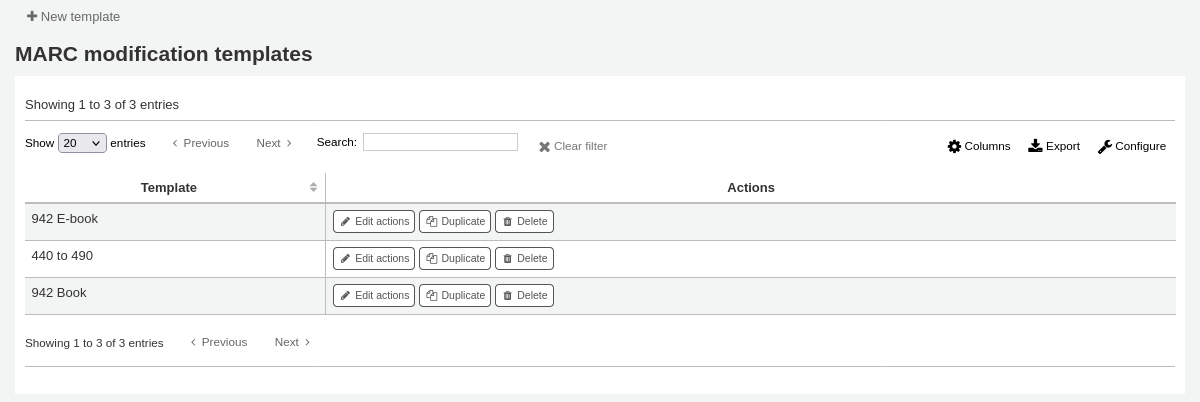 New template
MARC modification templates
Showing 1 to 3 of 3 entries
Show 20 entries Previous Next Search: Clear filter Columns Export Configure
Template Actions
942 E-book Edit actions Duplicate Delete
440 to 490 Edit actions Duplicate Delete
942 Book Edit actions Duplicate Delete
Showing 1 to 3 of 3 entries Previous Next